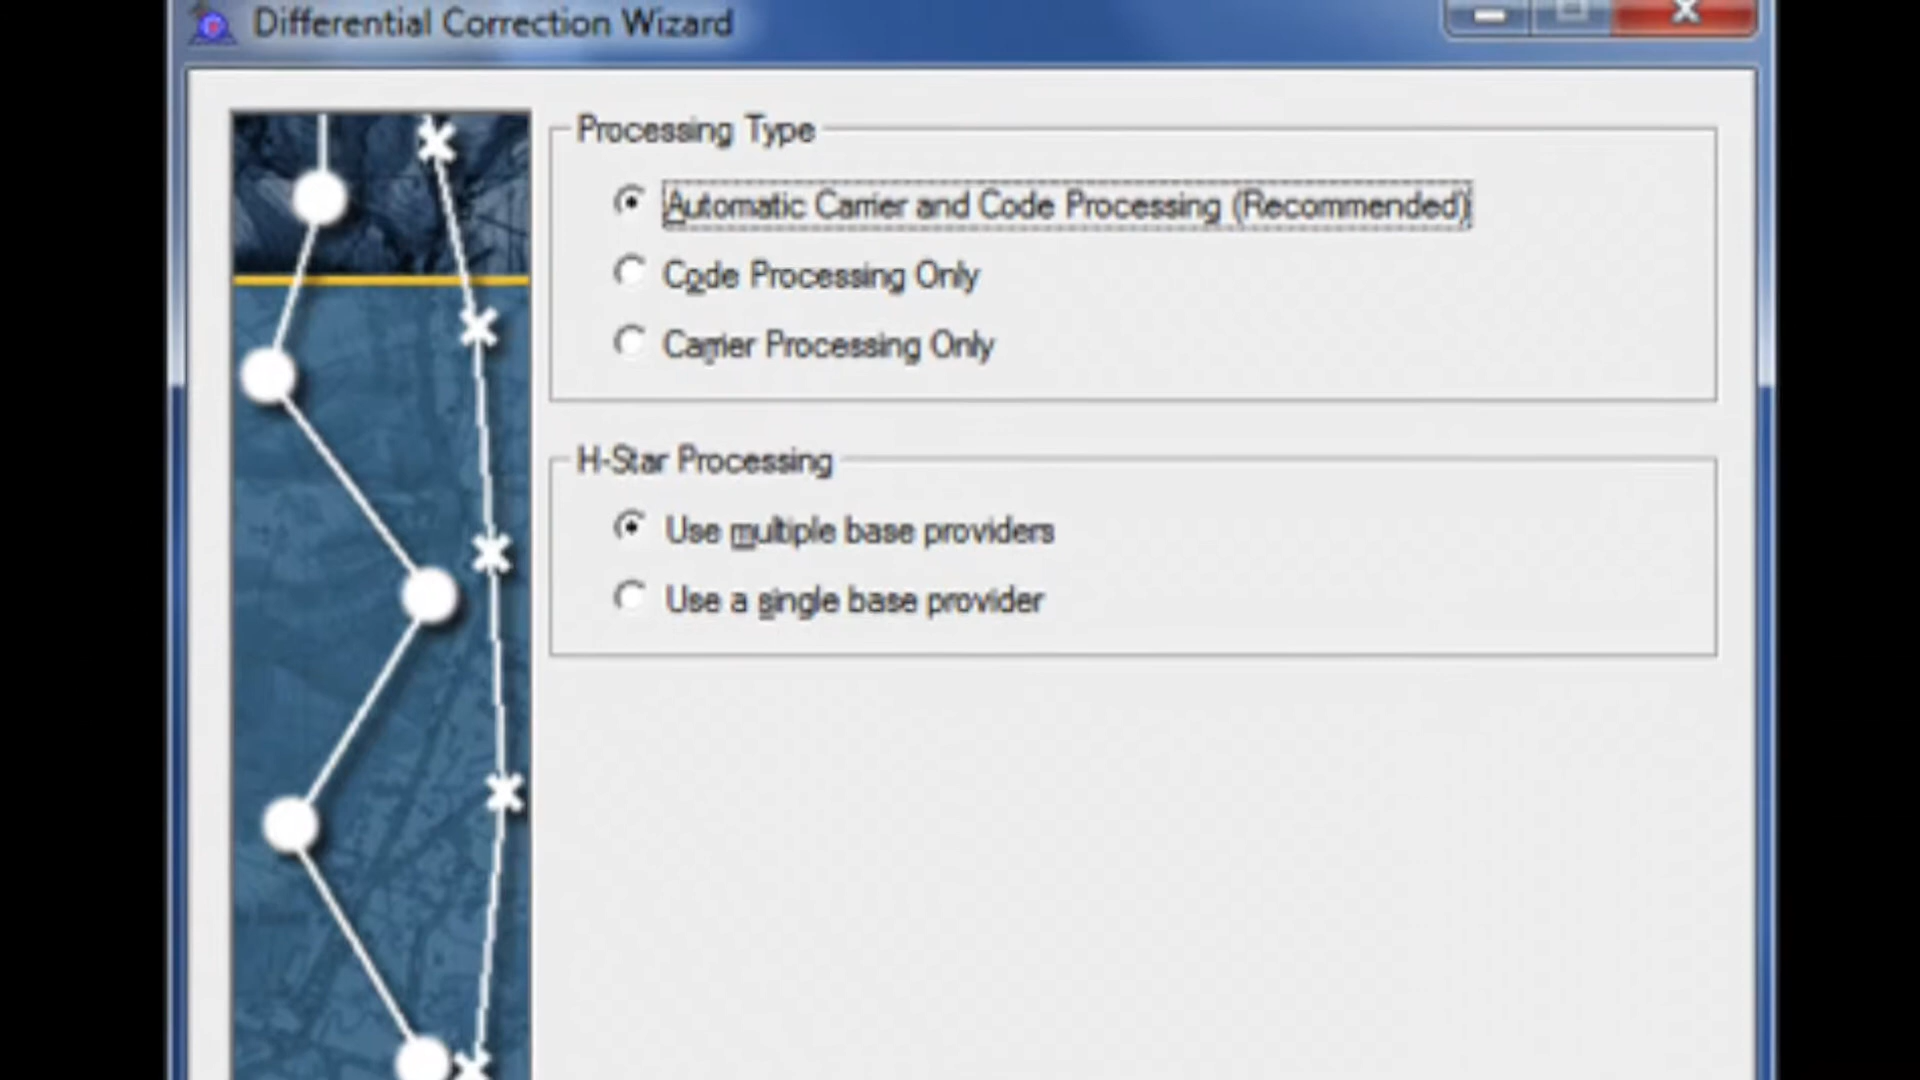 Differential Correction Wizard
Processing Type
Automatic Carrier and Code Processing (Recommended)
Code Processing Only
Carrier Processing Only
H-Star Processing
Use multiple base providers
Use a single base provider